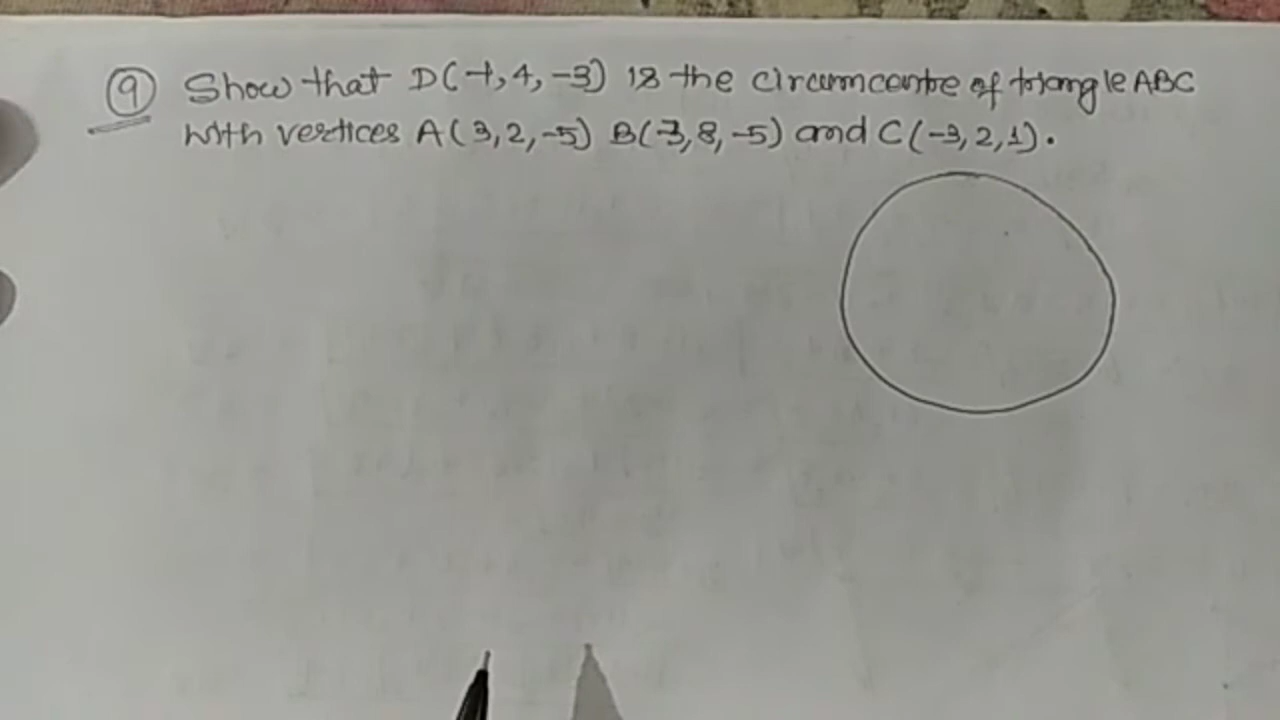 9 Show that D(-1,4,-3) is the circumcentre of triangle ABC
with vertices A(3,2,-5) B(-3,8,-5) and C(-3,2,1).